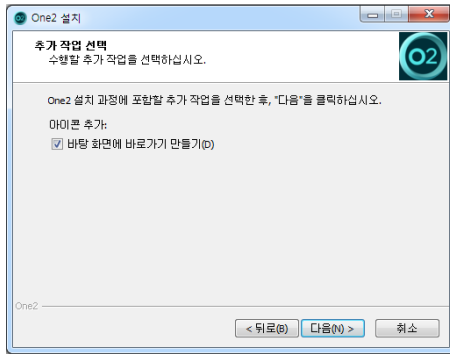 One2 설치
추가 작업 선택
수행할 추가 작업을 선택하십시오.
O2
One2 설치 과정에 포함할 추가 작업을 선택한 후, "다음"을 클릭하십시오.
아이콘 추가:
바탕 화면에 바로가기 만들기(D)
One2
< 뒤로(B) 다음(N) > 취소